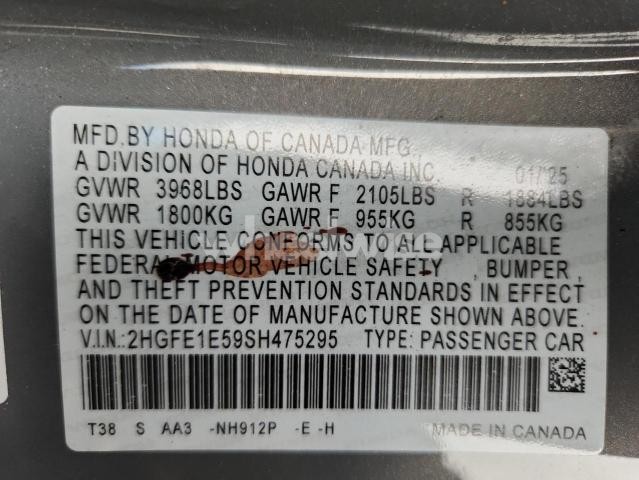 MFD. BY HONDA OF CANADA MFG.
A DIVISION OF HONDA CANADA INC. 01/25
GVWR 3968LBS GAWR F 2105LBS R 1884LBS
GVWR 1800KG GAWR F 955KG R 855KG
THIS VEHICLE CONFORMS TO ALL APPLICABLE
FEDERAL MOTOR VEHICLE SAFETY , BUMPER ,
AND THEFT PREVENTION STANDARDS IN EFFECT
ON THE DATE OF MANUFACTURE SHOWN ABOVE.
V.I.N.:2HGFE1E59SH475295 TYPE: PASSENGER CAR
T38 S AA3 -NH912P -E -H MADE IN CANADA